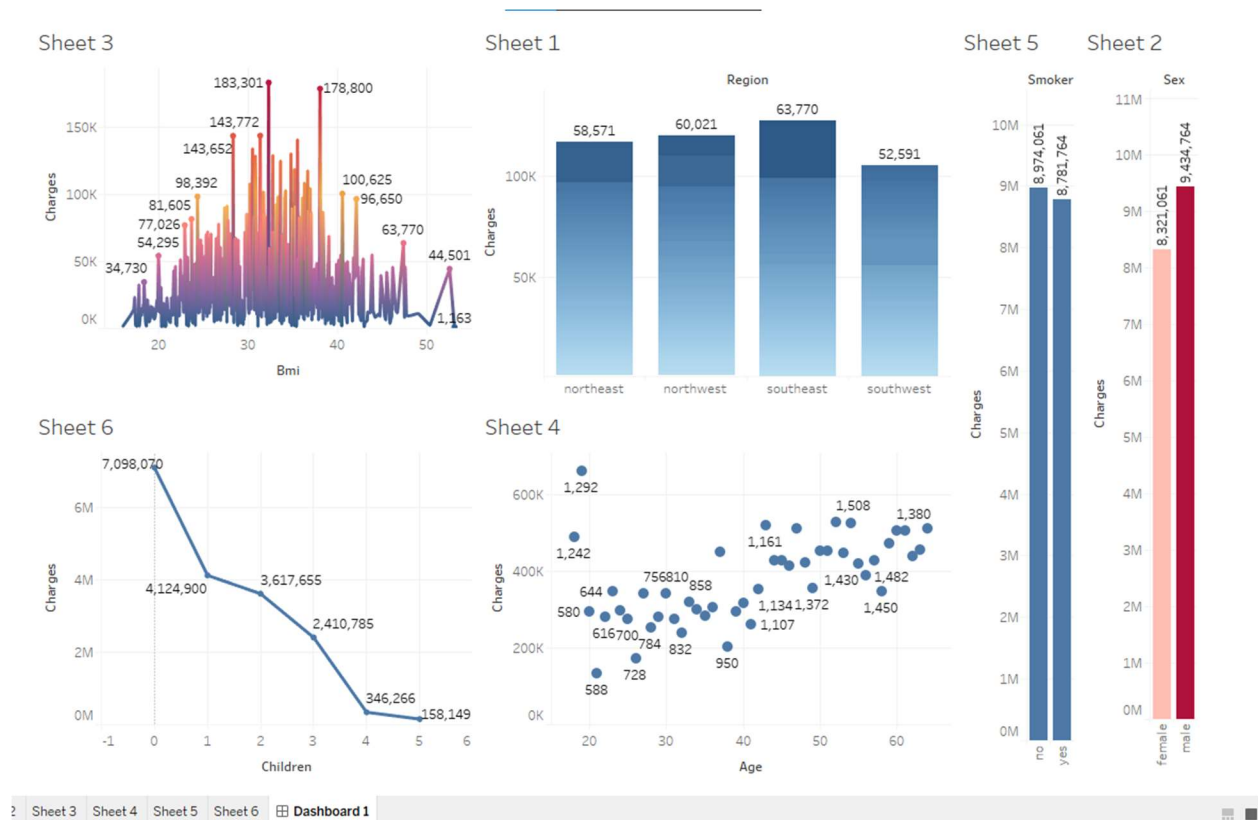 Sheet 3
183,301
178,800
143,772
143,652
98,392
81,605
77,026
54,295
34,730
100,625
96,650
63,770
44,501
1,163
150K
100K
50K
0K
Charges
20 30 40 50
Bmi
Sheet 1
Region
58,571
60,021
63,770
52,591
100K
50K
Charges
northeast northwest southeast southwest
Sheet 5
Smoker
10M
9M
8M
7M
6M
5M
4M
3M
2M
1M
0M
Charges
8,974,061
8,781,764
no
yes
Sheet 2
Sex
11M
10M
9M
8M
7M
6M
5M
4M
3M
2M
1M
0M
Charges
8,321,061
9,434,764
female
male
Sheet 6
7,098,070
4,124,900
3,617,655
2,410,785
346,266
158,149
6M
4M
2M
0M
Charges
-1 0 1 2 3 4 5 6
Children
Sheet 4
600K
400K
200K
0K
Charges
1,292
1,242
644
580
616
700
588
728
756
810
784
832
858
950
1,161
1,134
1,107
1,372
1,508
1,430
1,482
1,450
1,380
20 30 40 50 60
Age
2 Sheet 3 Sheet 4 Sheet 5 Sheet 6 Dashboard 1